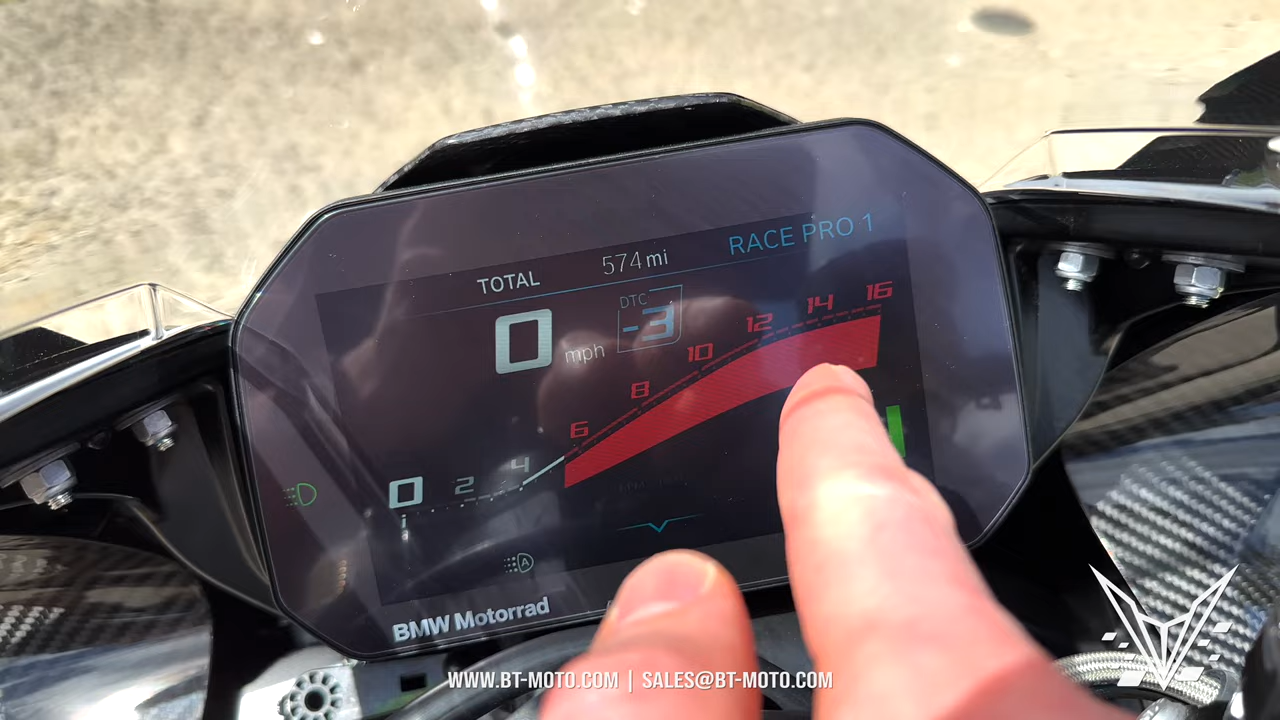 TOTAL 574mi RACE PRO 1
0 mph
DTC
-3
0 2 4 6 8 10 12 14 16
BMW Motorrad
WWW.BT-MOTO.COM | SALES@BT-MOTO.COM